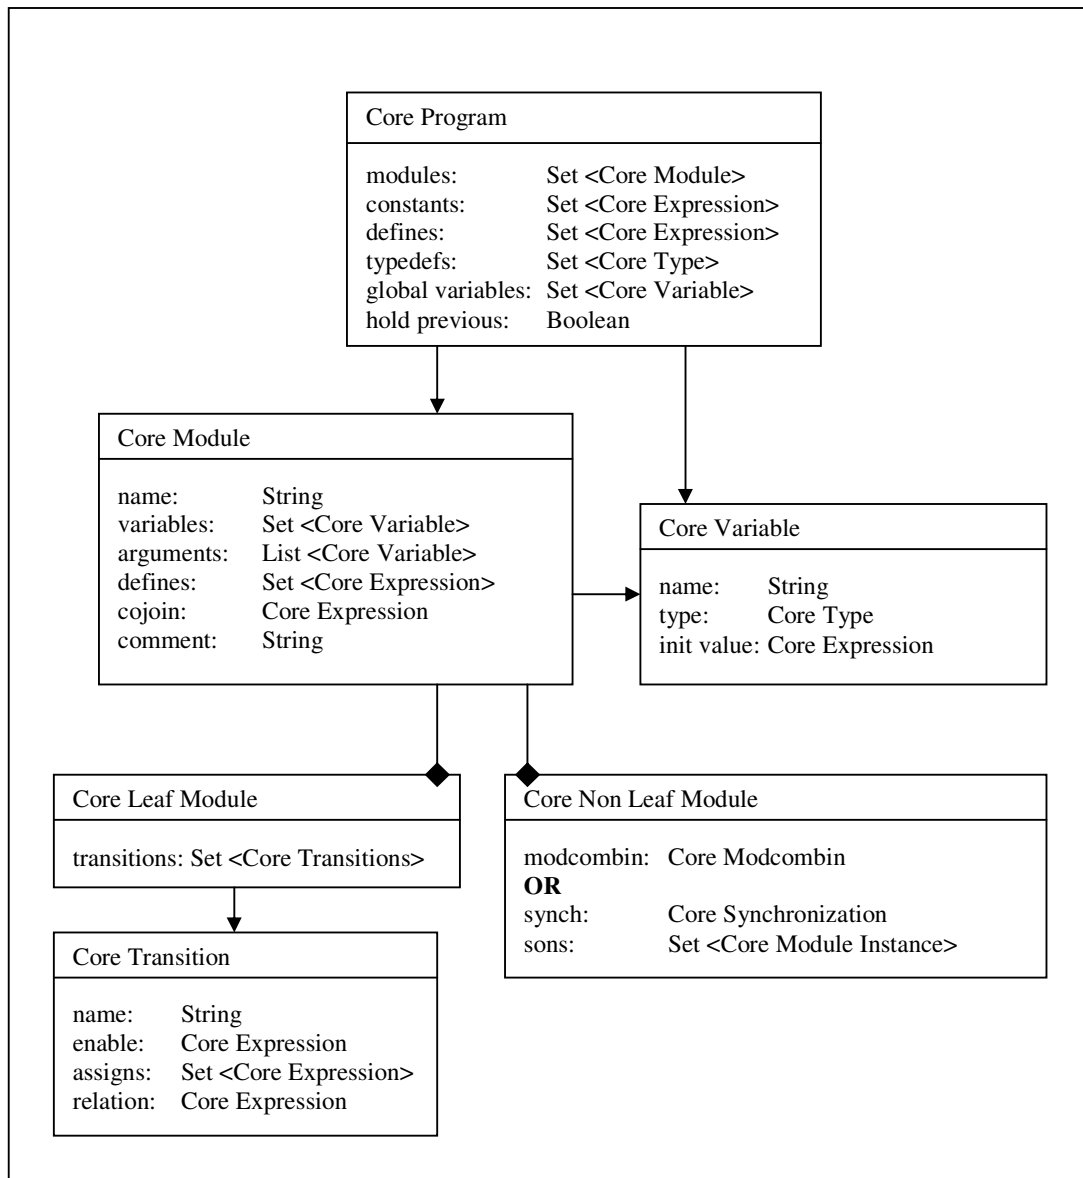 Core Program
modules: Set <Core Module>
constants: Set <Core Expression>
defines: Set <Core Expression>
typedefs: Set <Core Type>
global variables: Set <Core Variable>
hold previous: Boolean
Core Module
name: String
variables: Set <Core Variable>
arguments: List <Core Variable>
defines: Set <Core Expression>
cojoin: Core Expression
comment: String
Core Variable
name: String
type: Core Type
init value: Core Expression
Core Leaf Module
transitions: Set <Core Transitions>
Core Non Leaf Module
modcombin: Core Modcombin
OR
synch: Core Synchronization
sons: Set <Core Module Instance>
Core Transition
name: String
enable: Core Expression
assigns: Set <Core Expression>
relation: Core Expression